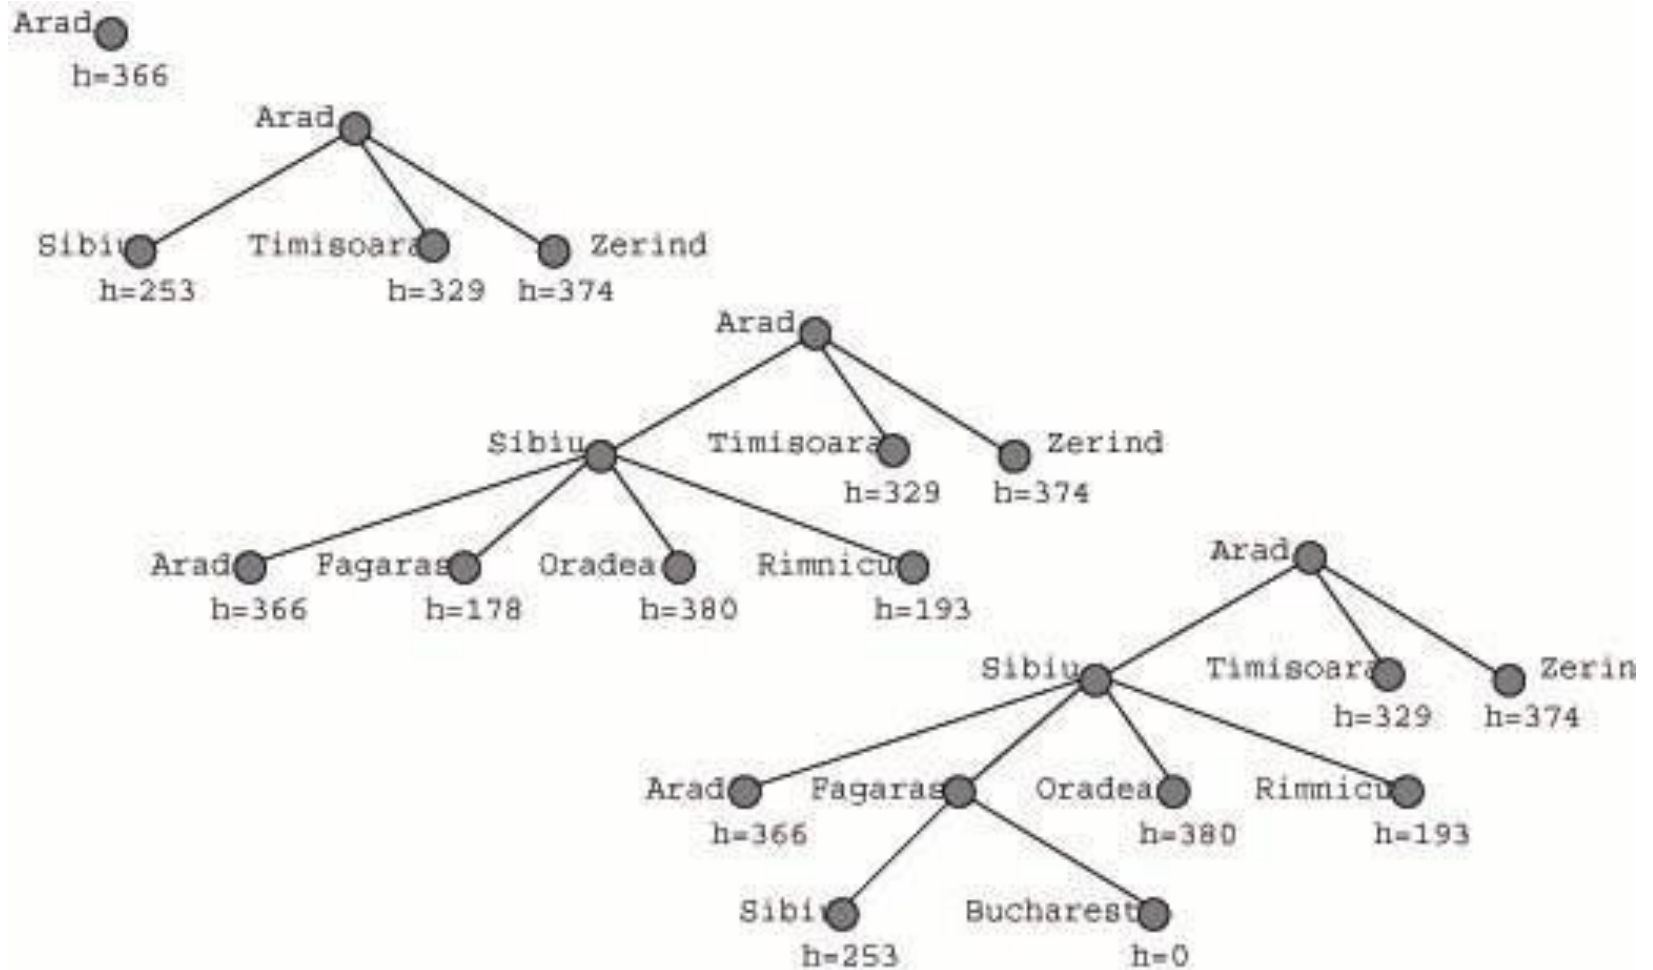 Arad
h=366
Arad
Sibiu Timisoara Zerind
h=253 h=329 h=374
Arad
Sibiu Timisoara Zerind
h=329 h=374
Arad Fagaras Oradea Rimnicu
h=366 h=178 h=380 h=193
Arad
Sibiu Timisoara Zerin
h=329 h=374
Arad Fagaras Oradea Rimnicu
h=366 h=380 h=193
Sibiu Bucharest
h=253 h=0